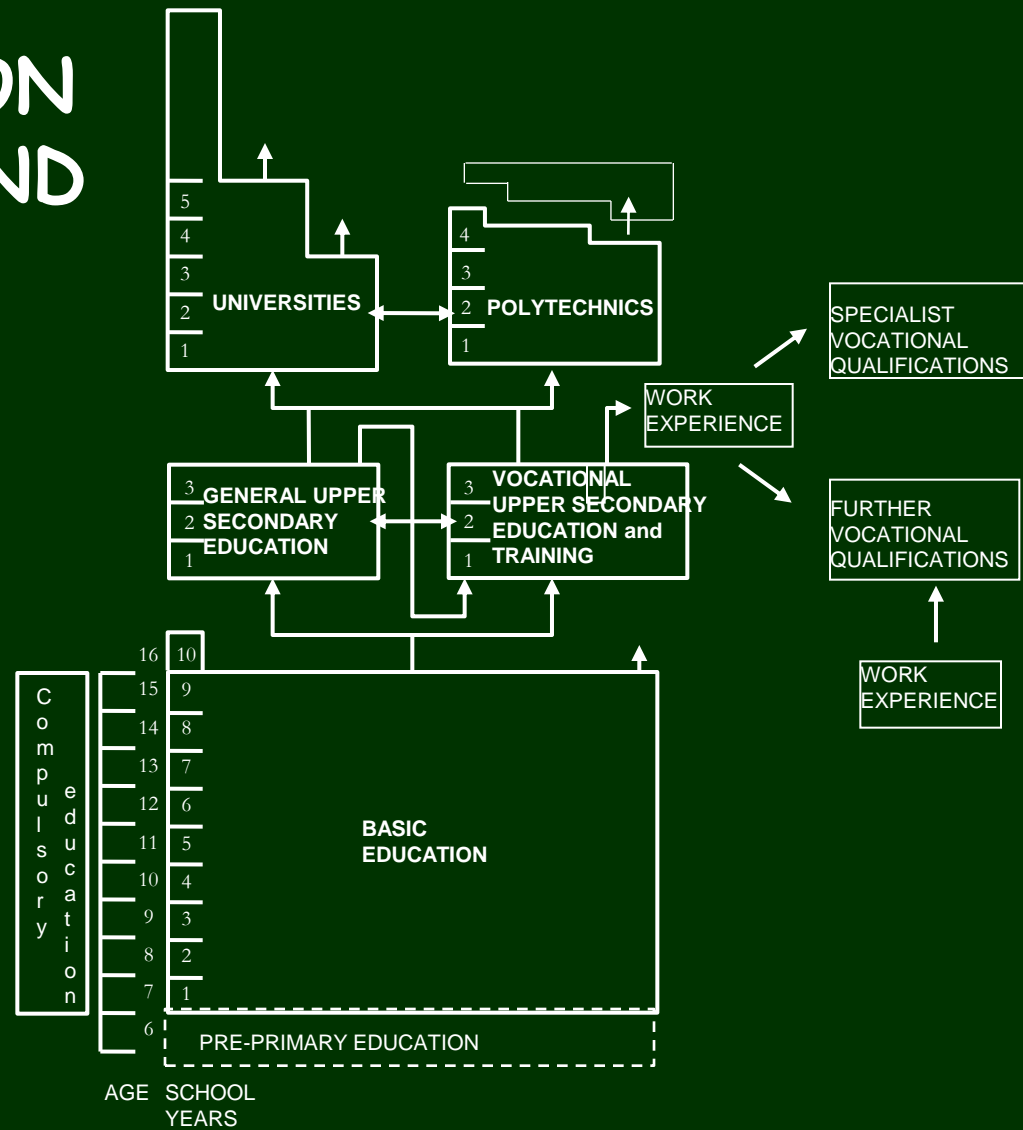 ON
ND
5
4
3
2
1
UNIVERSITIES
4
3
2
1
POLYTECHNICS
SPECIALIST
VOCATIONAL
QUALIFICATIONS
WORK
EXPERIENCE
3
2
1
GENERAL UPPER
SECONDARY
EDUCATION
3
2
1
VOCATIONAL
UPPER SECONDARY
EDUCATION and
TRAINING
FURTHER
VOCATIONAL
QUALIFICATIONS
WORK
EXPERIENCE
Compulsory
education
16 10
15 9
14 8
13 7
12 6
11 5
10 4
9 3
8 2
7 1
6
BASIC
EDUCATION
PRE-PRIMARY EDUCATION
AGE SCHOOL
YEARS